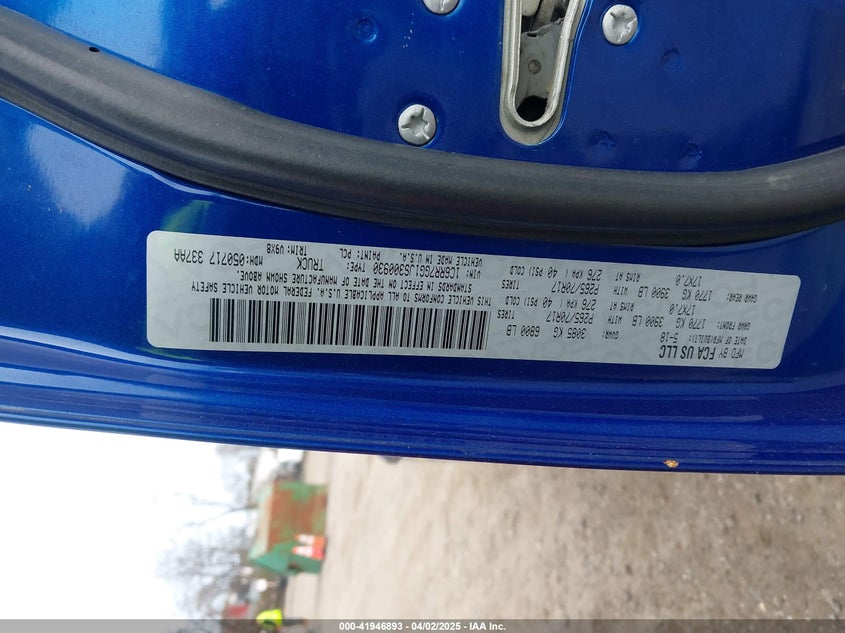 MFD BY FCA US LLC
DATE OF MFR(BUILT): 5-18 GVWR: 3085 KG 6800 LB
GAWR FRONT: 1770 KG 3900 LB WITH P265/70R17 TIRES
17X7.0 RIMS AT 276 KPA ( 40 PSI) COLD
GAWR REAR: 1770 KG 3900 LB WITH P265/70R17 TIRES
17X7.0 RIMS AT 276 KPA ( 40 PSI) COLD
THIS VEHICLE CONFORMS TO ALL APPLICABLE U.S.A. FEDERAL MOTOR VEHICLE SAFETY
STANDARDS IN EFFECT ON THE DATE OF MANUFACTURE SHOWN ABOVE.
VIN: 1C6RR7GG1JS300930 TYPE: TRUCK MDH:050717 337AA
VEHICLE MADE IN U.S.A. PAINT: PCL TRIM: V9X8
000-41946893 - 04/02/2025 - IAA Inc.